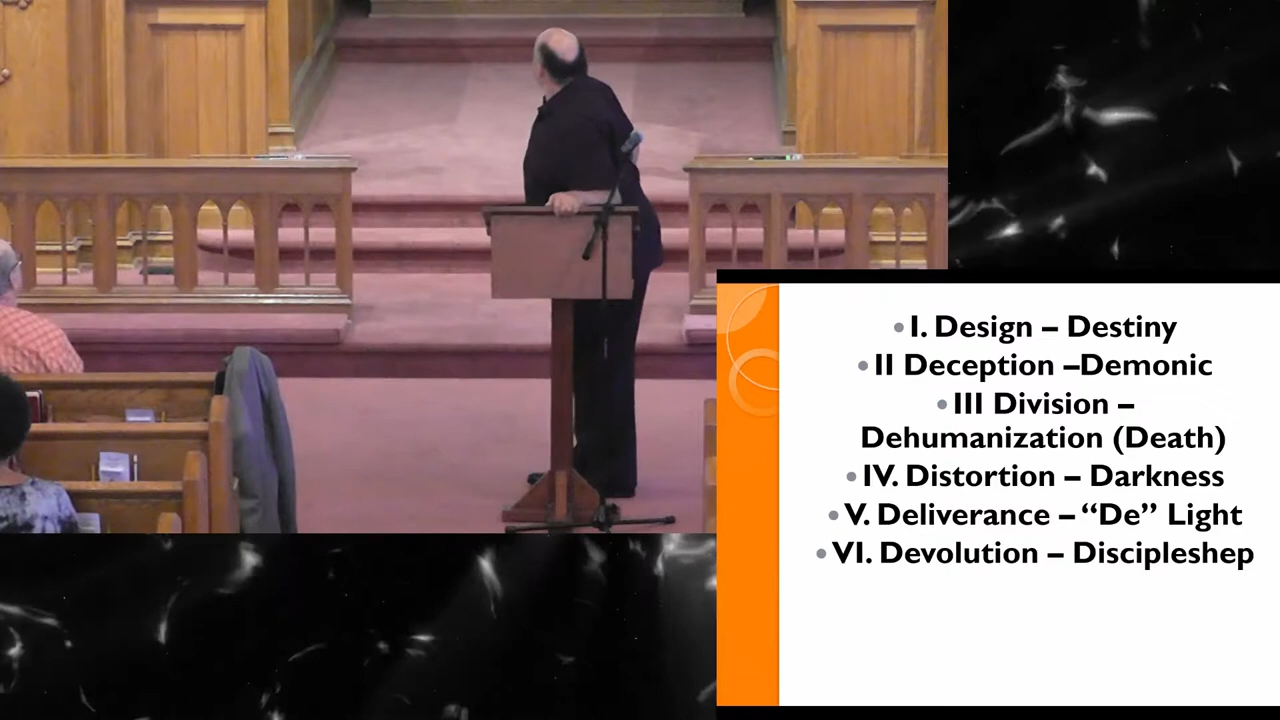 •I. Design – Destiny
•II Deception –Demonic
•III Division –
Dehumanization (Death)
•IV. Distortion – Darkness
•V. Deliverance – “De” Light
•VI. Devolution – Discipleshep